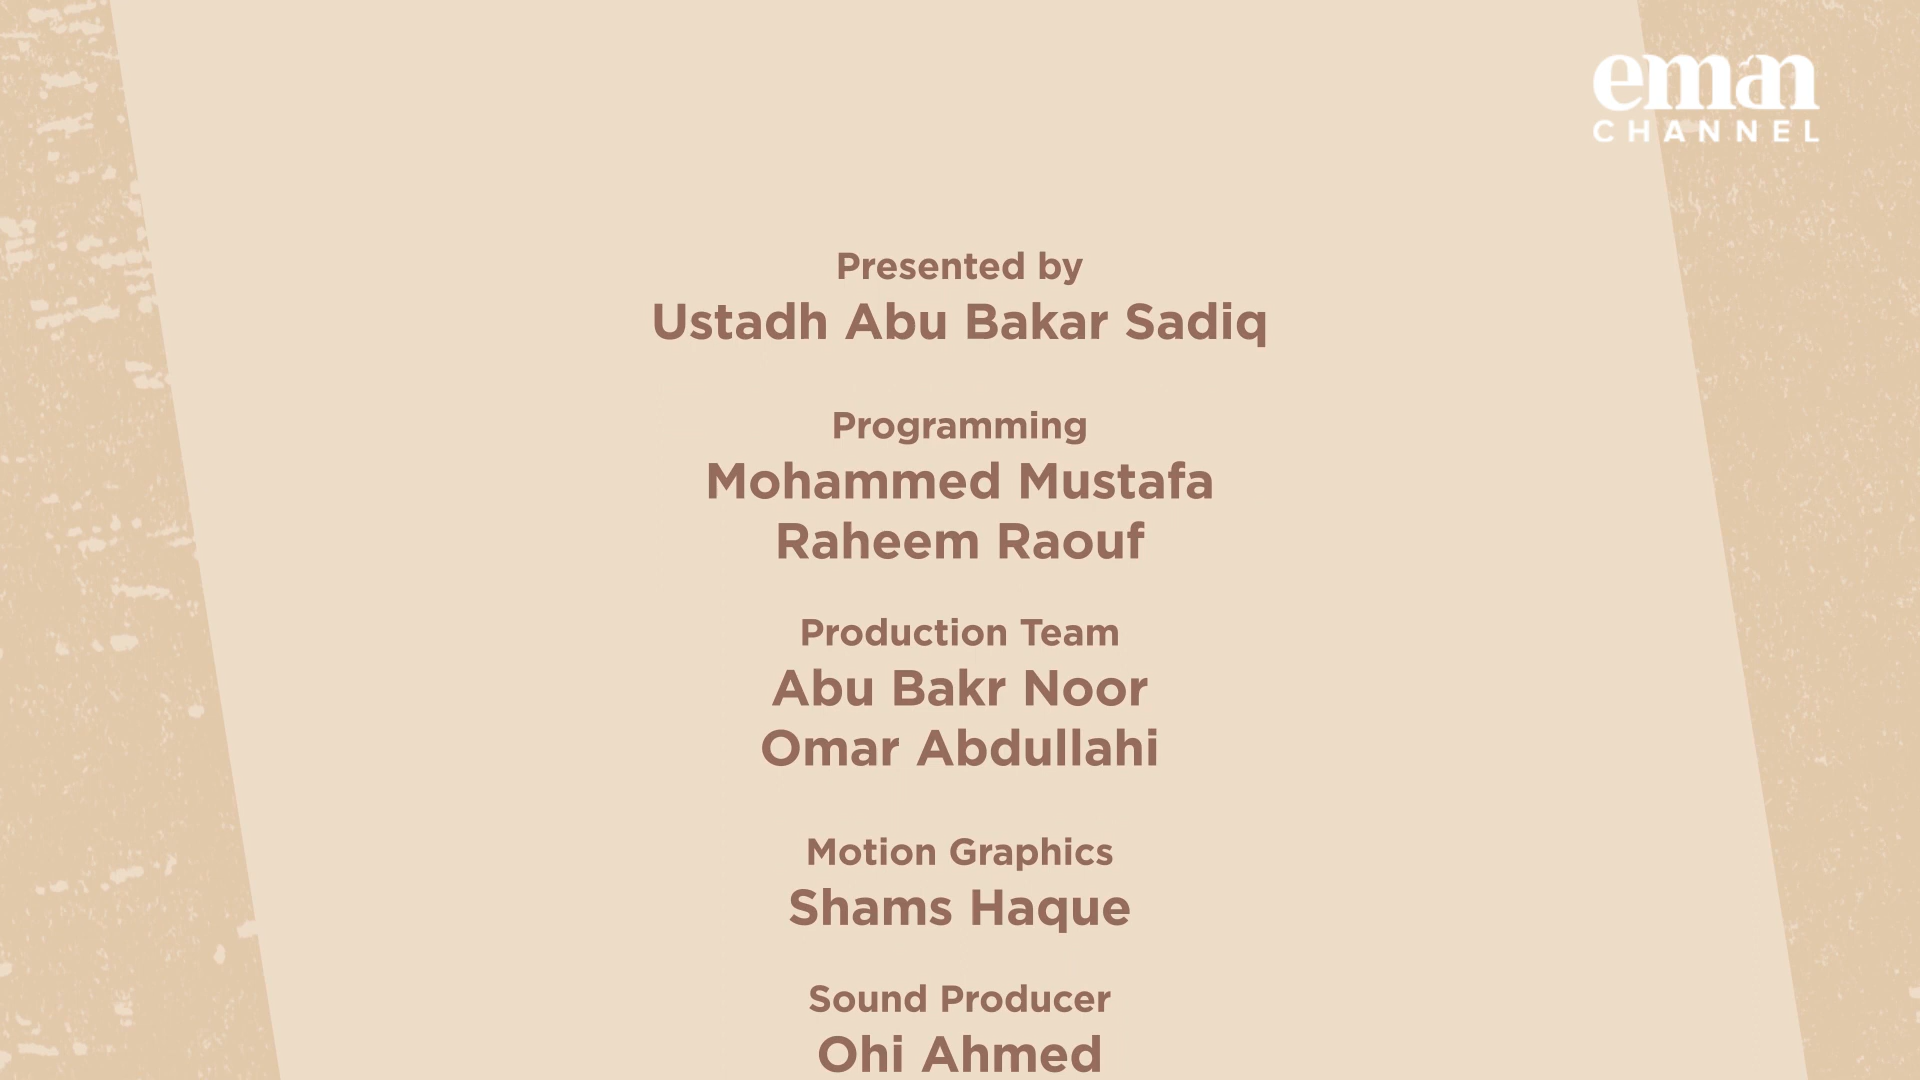 eman
CHANNEL
Presented by
Ustadh Abu Bakar Sadiq
Programming
Mohammed Mustafa
Raheem Raouf
Production Team
Abu Bakr Noor
Omar Abdullahi
Motion Graphics
Shams Haque
Sound Producer
Ohi Ahmed